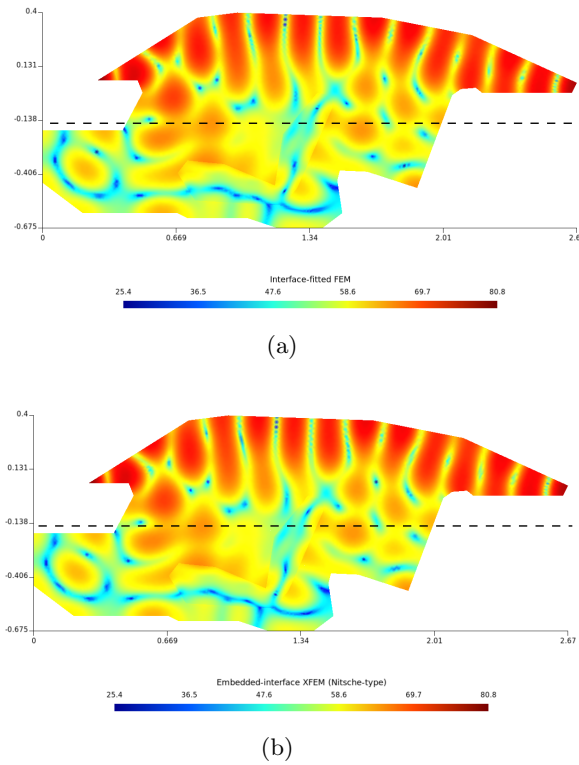 0.4
0.131
-0.138
-0.406
-0.675
0 0.669 1.34 2.01 2.6
Interface-fitted FEM
25.4 36.5 47.6 58.6 69.7 80.8
(a)
0.4
0.131
-0.138
-0.406
-0.675
0 0.669 1.34 2.01 2.67
Embedded-interface XFEM (Nitsche-type)
25.4 36.5 47.6 58.6 69.7 80.8
(b)